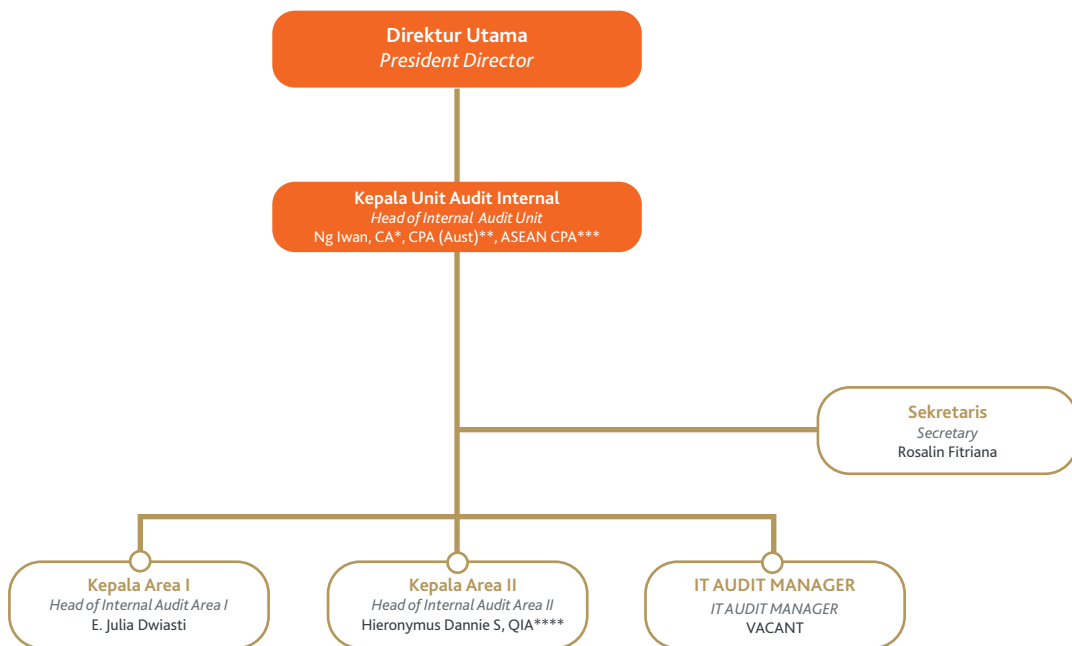 Direktur Utama
President Director
Kepala Unit Audit Internal
Head of Internal Audit Unit
Ng Iwan, CA*, CPA (Aust)**, ASEAN CPA***
Sekretaris
Secretary
Rosalin Fitriana
Kepala Area I
Head of Internal Audit Area I
E. Julia Dwiasti
Kepala Area II
Head of Internal Audit Area II
Hieronymus Dannie S, QIA****
IT AUDIT MANAGER
IT AUDIT MANAGER
VACANT